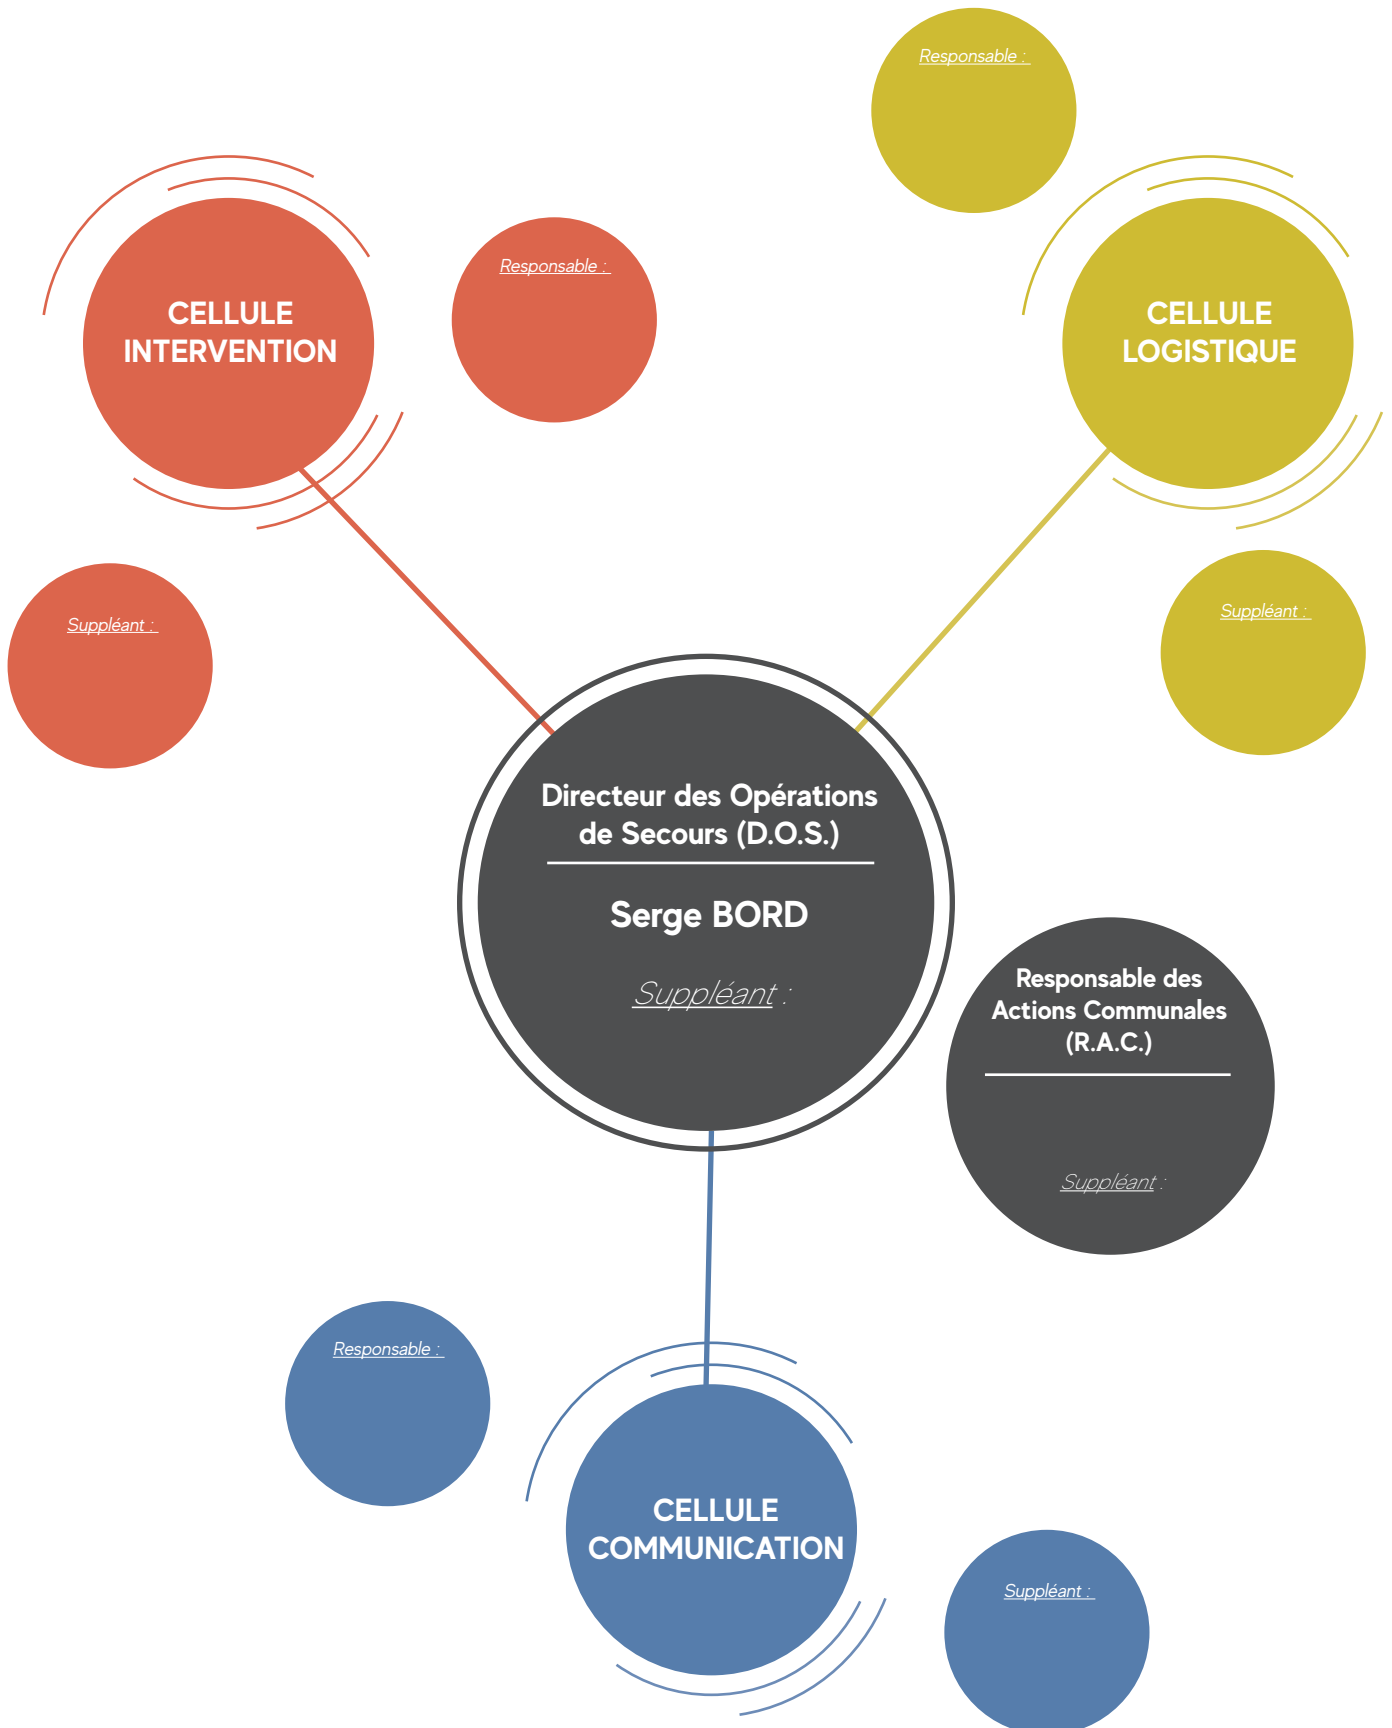 Responsable :
CELLULE
INTERVENTION
Responsable :
CELLULE
LOGISTIQUE
Suppléant :
Suppléant :
Directeur des Opérations
de Secours (D.O.S.)
Serge BORD
Suppléant :
Responsable des
Actions Communales
(R.A.C.)
Suppléant :
Responsable :
CELLULE
COMMUNICATION
Suppléant :